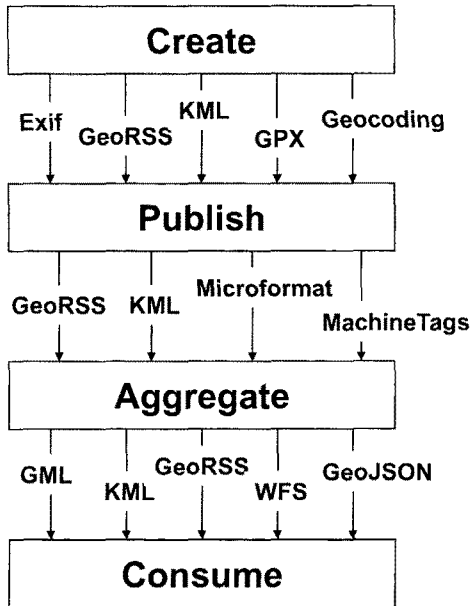 Create
Exif GeoRSS KML GPX Geocoding
Publish
GeoRSS KML Microformat MachineTags
Aggregate
GML KML GeoRSS WFS GeoJSON
Consume